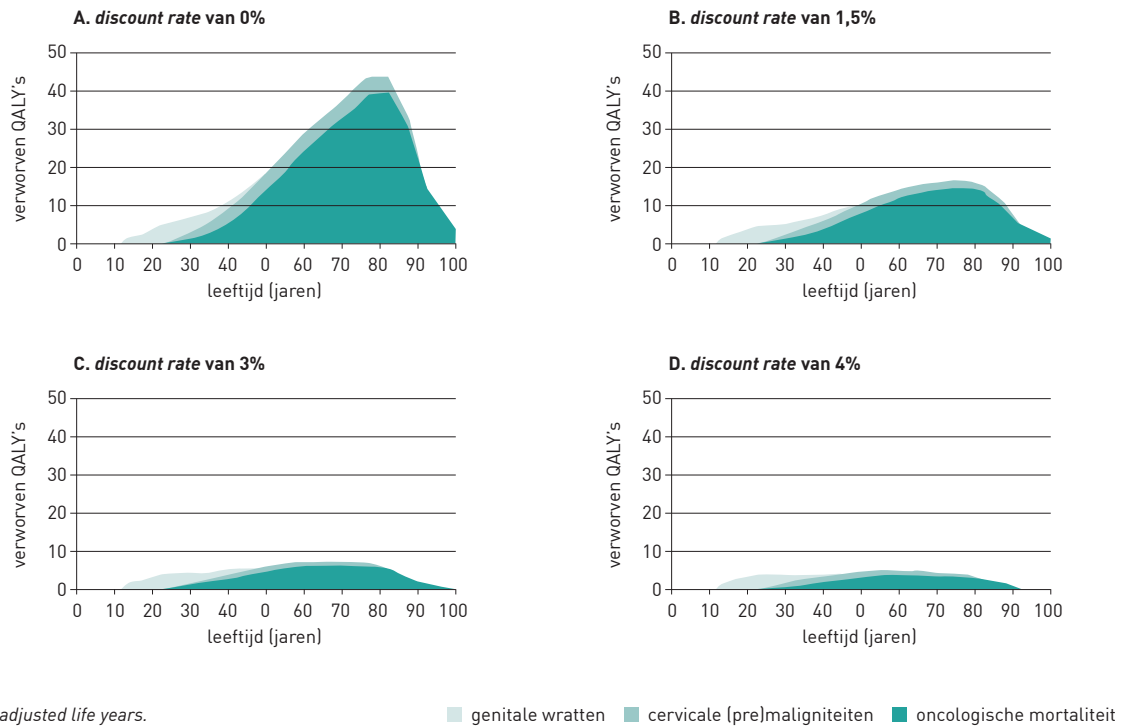 A. discount rate van 0%
50
40
30
20
10
0
verworven QALY's
0 10 20 30 40 0 60 70 80 90 100
leeftijd (jaren)
B. discount rate van 1,5%
50
40
30
20
10
0
verworven QALY's
0 10 20 30 40 0 60 70 80 90 100
leeftijd (jaren)
C. discount rate van 3%
50
40
30
20
10
0
verworven QALY's
0 10 20 30 40 0 60 70 80 90 100
leeftijd (jaren)
D. discount rate van 4%
50
40
30
20
10
0
verworven QALY's
0 10 20 30 40 0 60 70 80 90 100
leeftijd (jaren)
adjusted life years.
genitale wratten cervicale (pre)maligniteiten oncologische mortaliteit